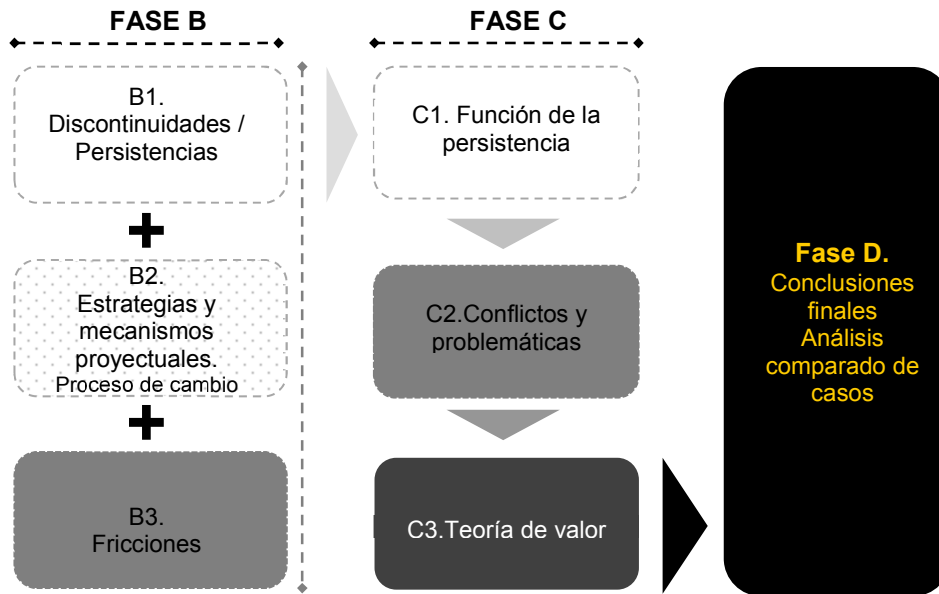 FASE B
B1.
Discontinuidades /
Persistencias
B2.
Estrategias y
mecanismos
proyectuales.
Proceso de cambio
B3.
Fricciones
FASE C
C1. Función de la
persistencia
C2.Conflictos y
problemáticas
C3.Teoría de valor
Fase D.
Conclusiones
finales
Análisis
comparado de
casos